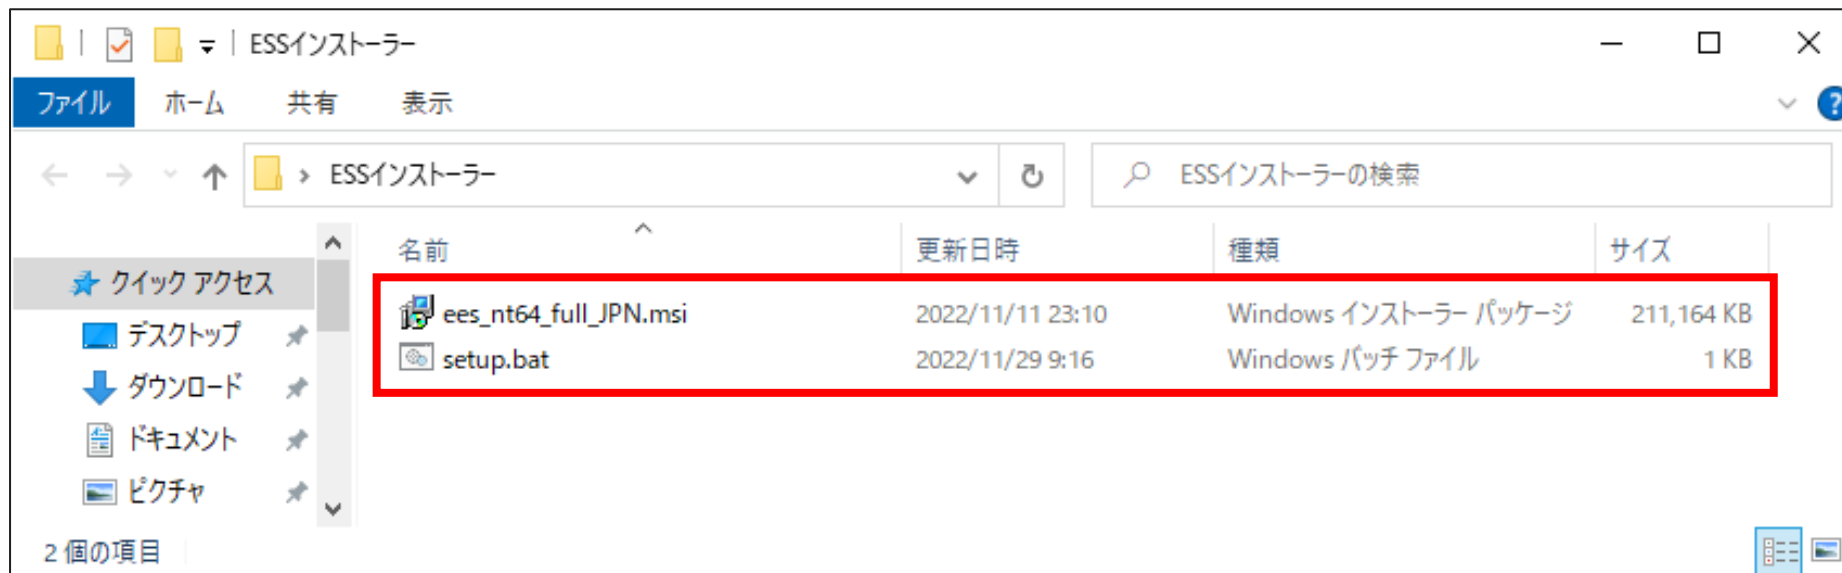 ESSインストーラー
ファイル ホーム 共有 表示
ESSインストーラー ESSインストーラーの検索
名前 更新日時 種類 サイズ
クイック アクセス
ees_nt64_full_JPN.msi 2022/11/11 23:10 Windows インストーラー パッケージ 211,164 KB
デスクトップ
setup.bat 2022/11/29 9:16 Windows バッチ ファイル 1 KB
ダウンロード
ドキュメント
ピクチャ
2 個の項目